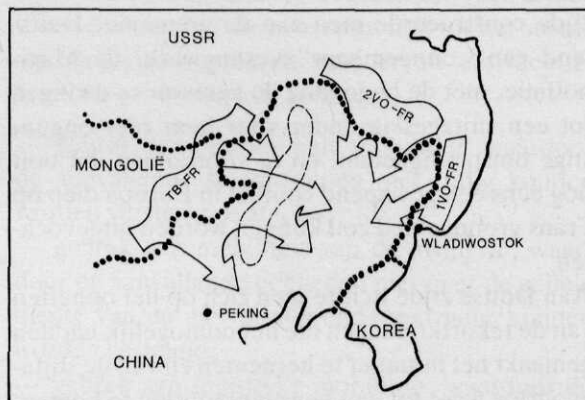 USSR
2VO-FR
MONGOLIË
TB-FR
1VO-FR
WLADIWOSTOK
PEKING
KOREA
CHINA